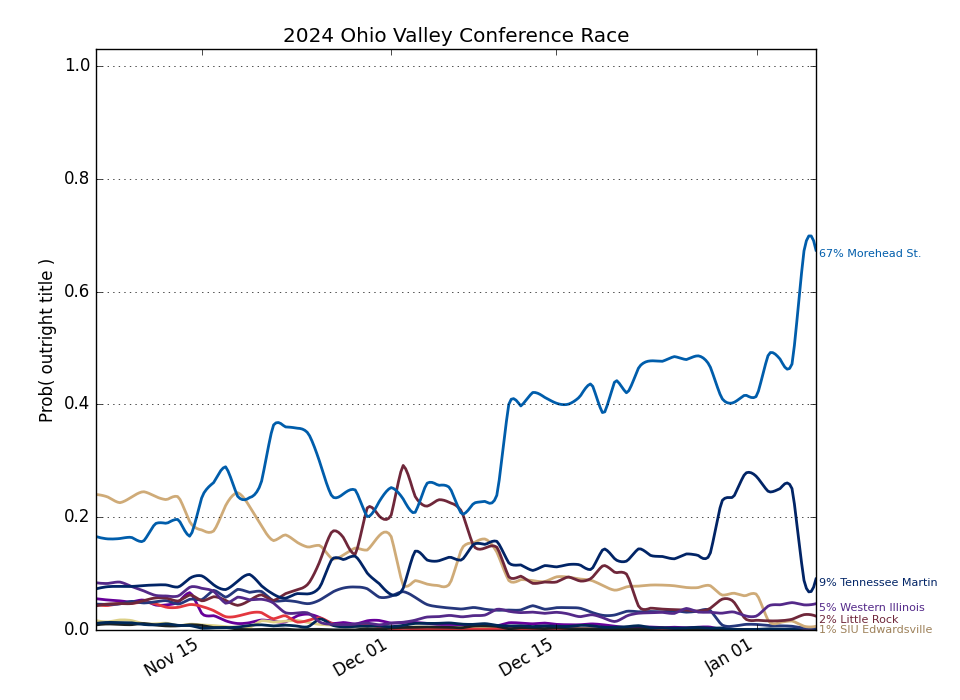 2024 Ohio Valley Conference Race
1.0
0.8
0.6
0.4
0.2
0.0
Prob( outright title )
67% Morehead St.
9% Tennessee Martin
5% Western Illinois
2% Little Rock
1% SIU Edwardsville
Nov 15
Dec 01
Dec 15
Jan 01